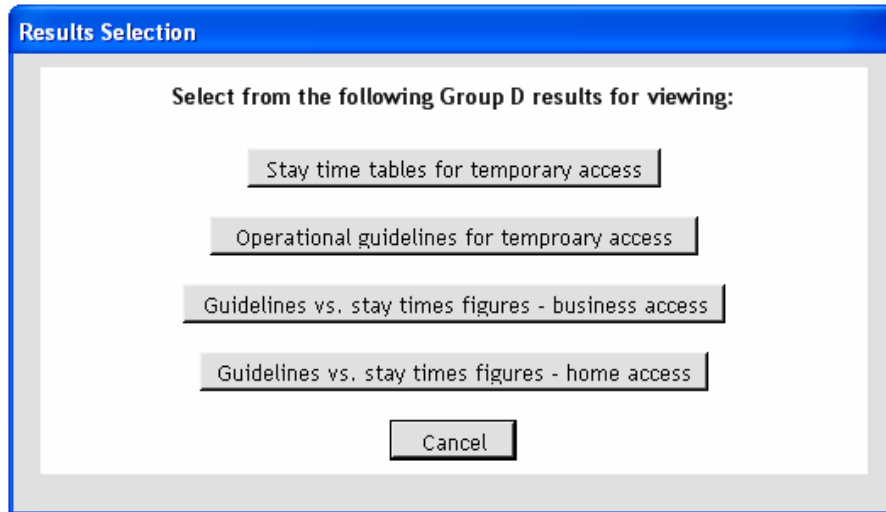 Results Selection
Select from the following Group D results for viewing:
Stay time tables for temporary access
Operational guidelines for temproary access
Guidelines vs. stay times figures - business access
Guidelines vs. stay times figures - home access
Cancel